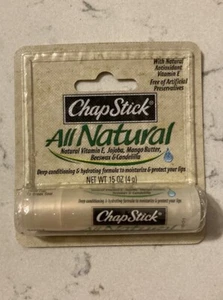 With Natural
Antioxidant
Vitamin E
Free of Artificial
Preservatives
ChapStick®
All Natural
Natural Vitamin E, Jojoba, Mango Butter,
Beeswax & Candelilla
Deep conditioning & hydrating formula to moisturize & protect your lips
NET WT .15 OZ (4 g)
ChapStick